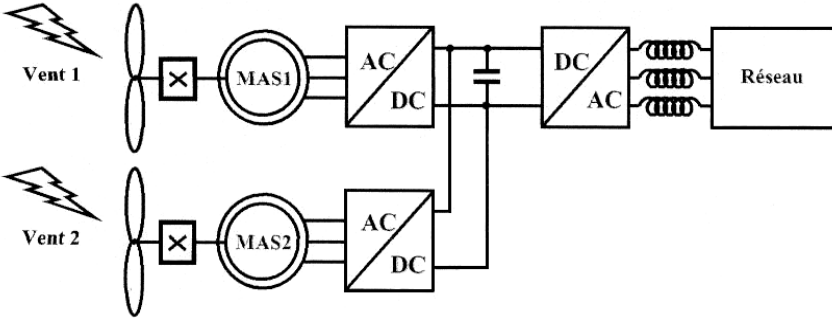 Vent 1
MAS1
AC
DC
DC
AC
Réseau
Vent 2
MAS2
AC
DC